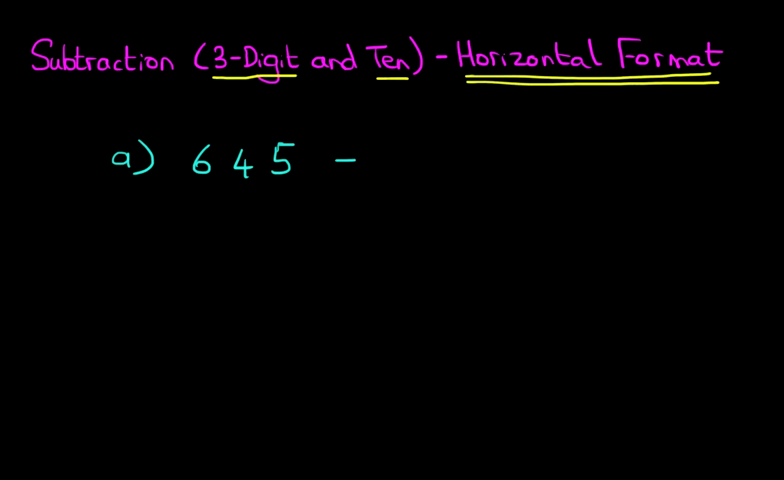 Subtraction (3-Digit and Ten) - Horizontal Format
a) 6 4 5 -